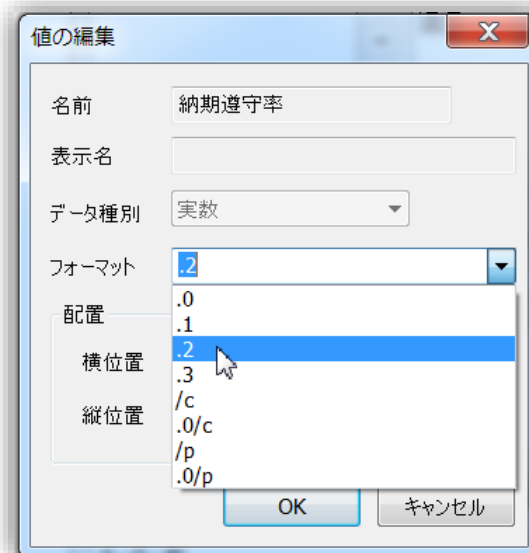 値の編集
名前 納期遵守率
表示名
データ種別 実数
フォーマット .2
配置
.0
.1
.2
横位置
.3
/c
縦位置
.0/c
/p
.0/p
OK キャンセル